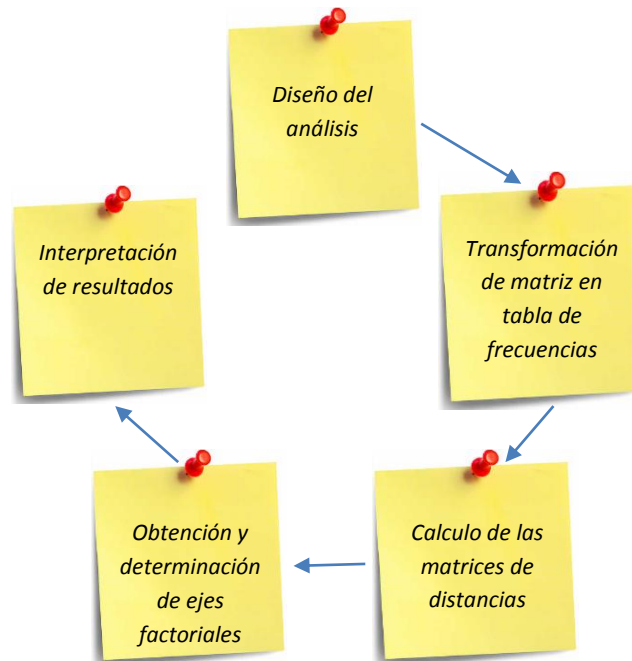 Diseño del
análisis
Transformación
de matriz en
tabla de
frecuencias
Calculo de las
matrices de
distancias
Obtención y
determinación
de ejes
factoriales
Interpretación
de resultados